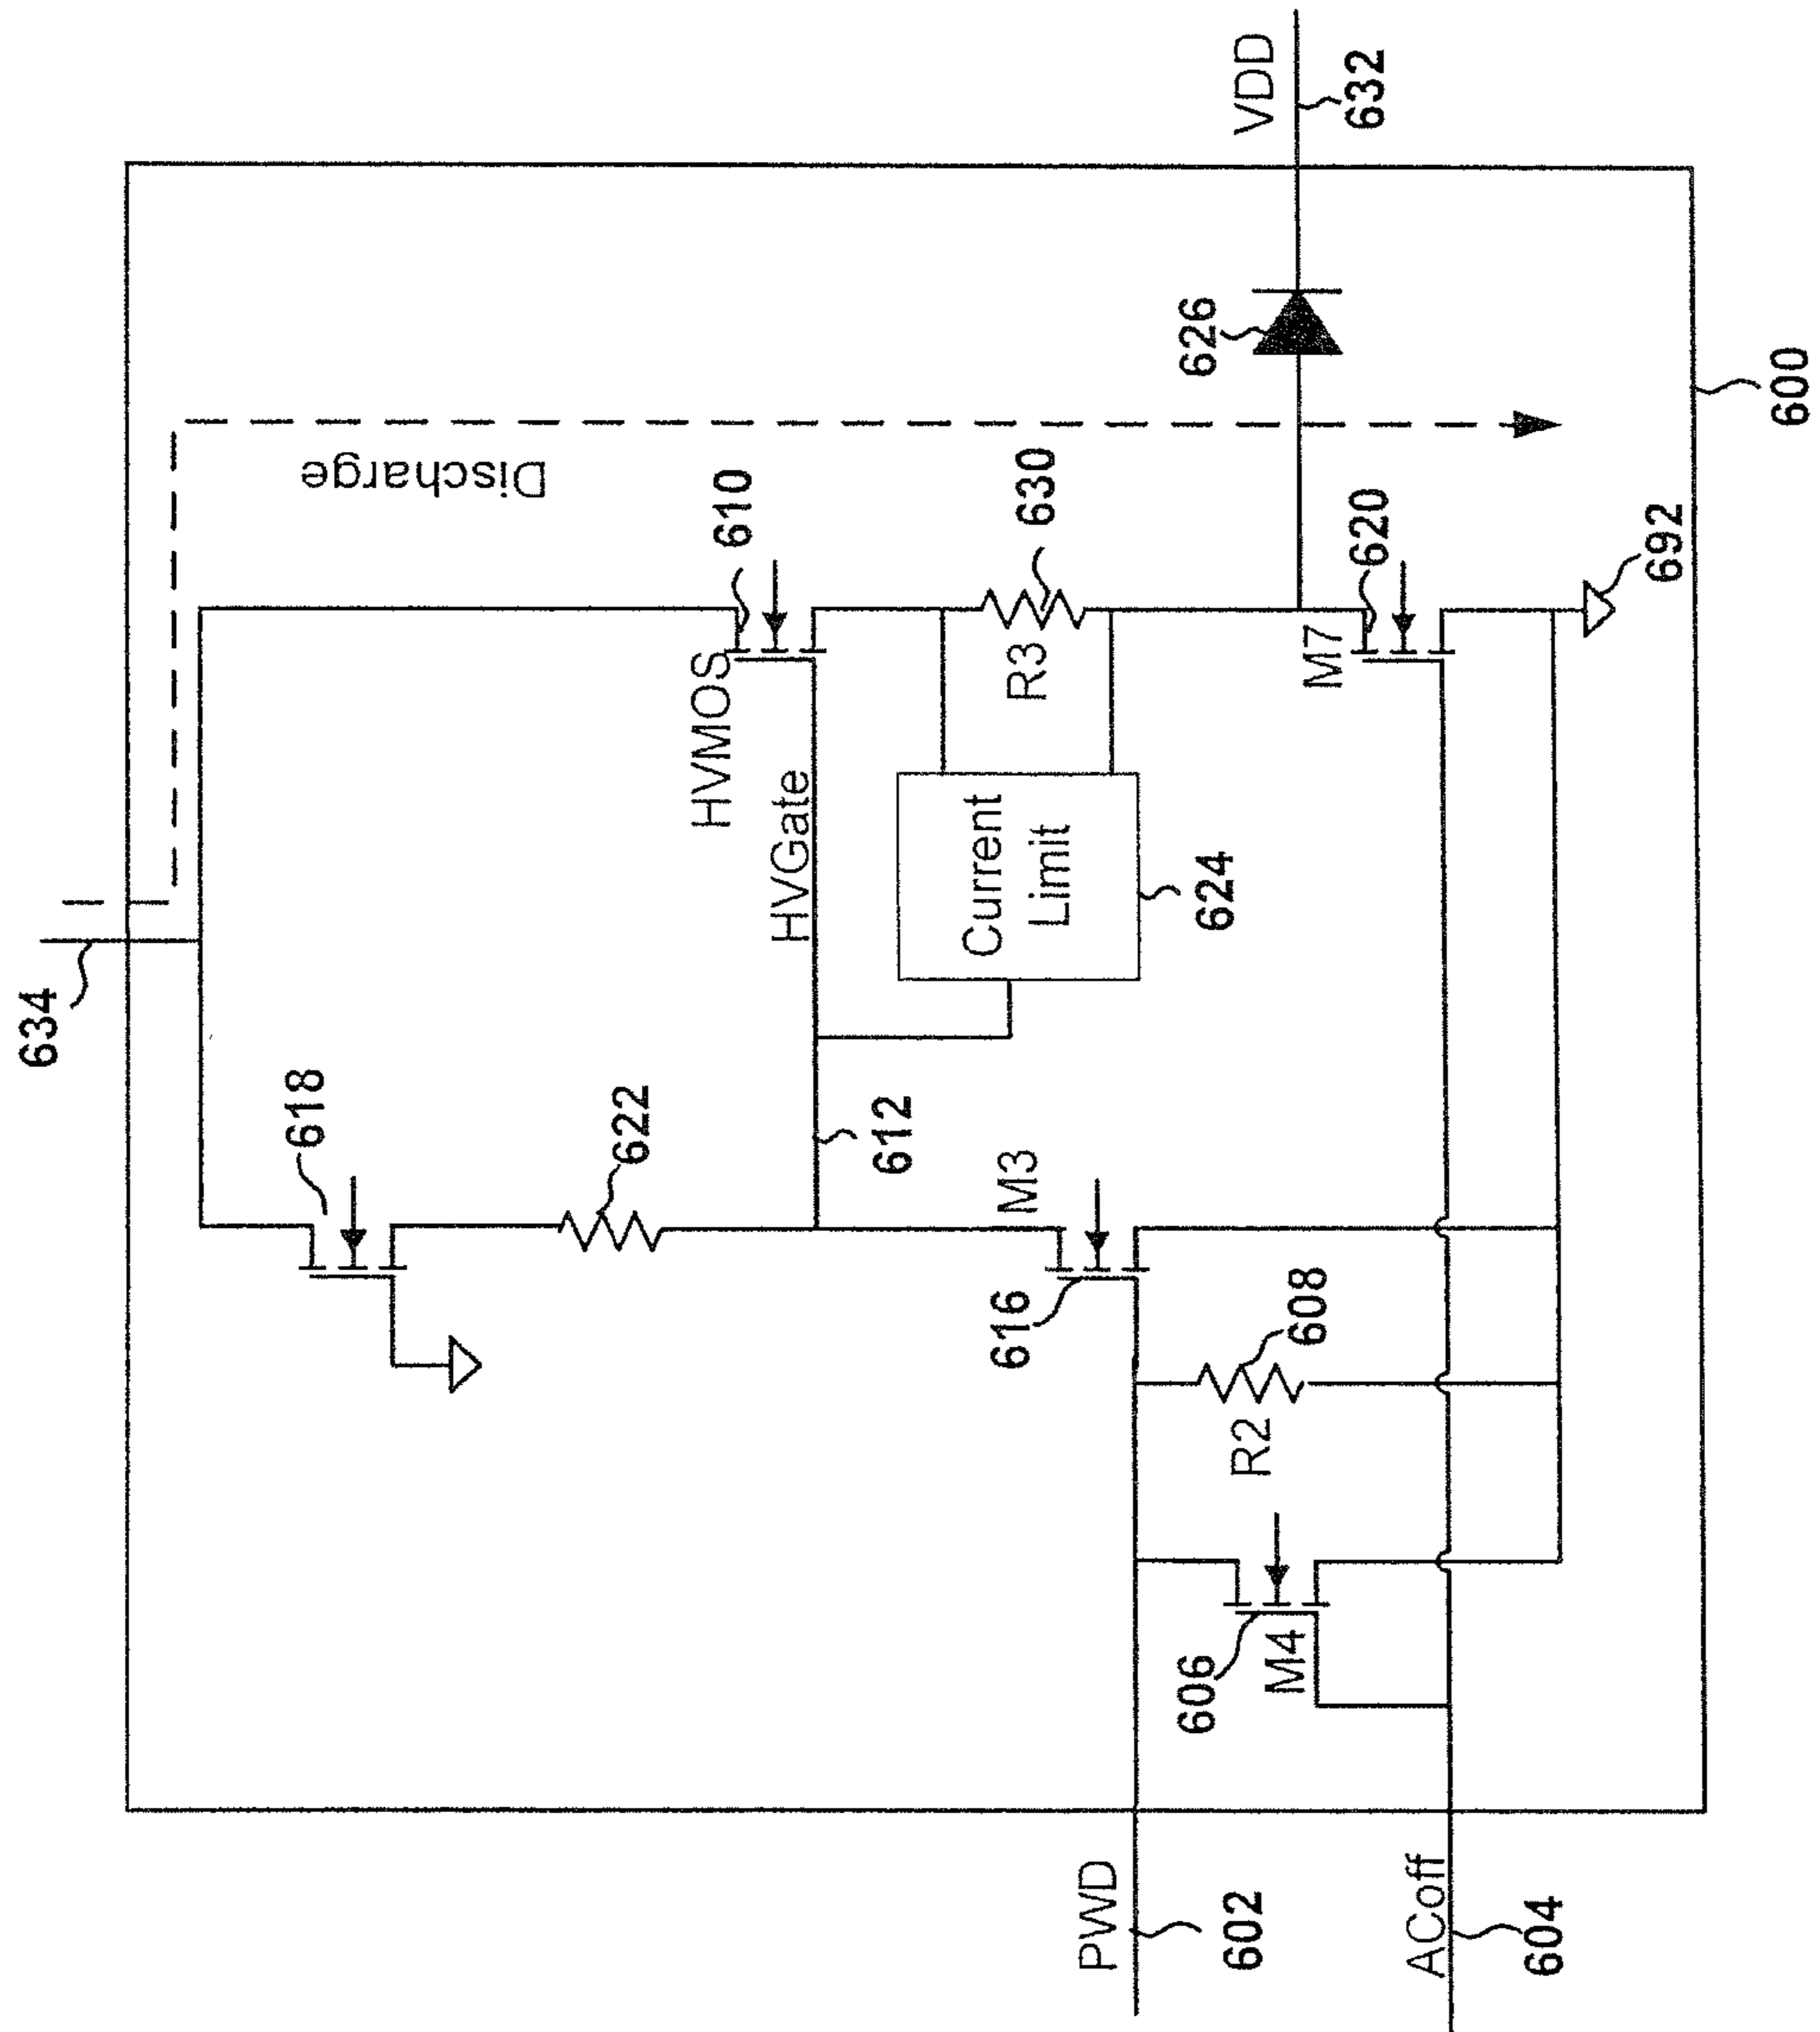 634
618
622
612
HVMOS
HVGate
610
Discharge
Current
Limit
624
R3
630
626
VDD
632
M3
616
R2
608
606
M4
M7
620
692
PWD
602
ACoff
604
600